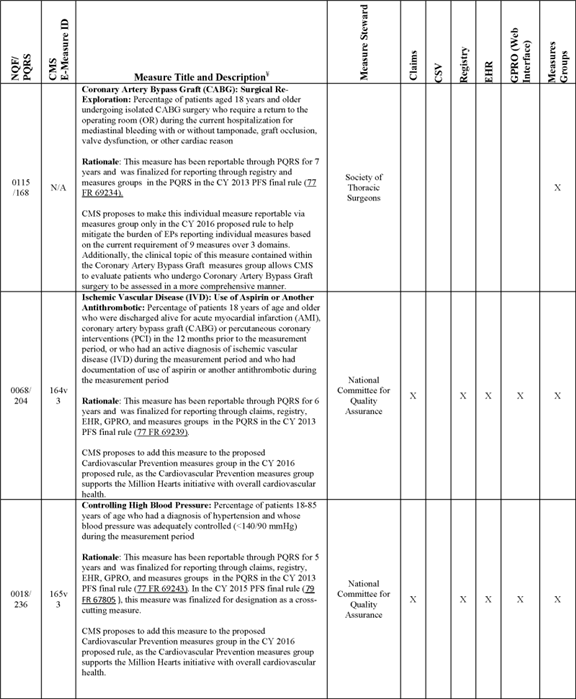 NQF/
PQRS
CMS
E-Measure ID
Measure Title and Description¥
Measure Steward
Claims
CSV
Registry
EHR
GPRO (Web
Interface)
Measures
Groups
0115
/168
N/A
Coronary Artery Bypass Graft (CABG): Surgical Re-
Exploration: Percentage of patients aged 18 years and older
undergoing isolated CABG surgery who require a return to the
operating room (OR) during the current hospitalization for
mediastinal bleeding with or without tamponade, graft occlusion,
valve dysfunction, or other cardiac reason
Rationale: This measure has been reportable through PQRS for 7
years and was finalized for reporting through registry and
measures groups in the PQRS in the CY 2013 PFS final rule (77
FR 69234).
CMS proposes to make this individual measure reportable via
measures group only in the CY 2016 proposed rule to help
mitigate the burden of EPs reporting individual measures based
on the current requirement of 9 measures over 3 domains.
Additionally, the clinical topic of this measure contained within
the Coronary Artery Bypass Graft measures group allows CMS
to evaluate patients who undergo Coronary Artery Bypass Graft
surgery to be assessed in a more comprehensive manner.
Society of
Thoracic
Surgeons
X
0068/
204
164v
3
Ischemic Vascular Disease (IVD): Use of Aspirin or Another
Antithrombotic: Percentage of patients 18 years of age and older
who were discharged alive for acute myocardial infarction (AMI),
coronary artery bypass graft (CABG) or percutaneous coronary
interventions (PCI) in the 12 months prior to the measurement
period, or who had an active diagnosis of ischemic vascular
disease (IVD) during the measurement period and who had
documentation of use of aspirin or another antithrombotic during
the measurement period
Rationale: This measure has been reportable through PQRS for 6
years and was finalized for reporting through claims, registry,
EHR, GPRO, and measures groups in the PQRS in the CY 2013
PFS final rule (77 FR 69239).
CMS proposes to add this measure to the proposed
Cardiovascular Prevention measures group in the CY 2016
proposed rule, as the Cardiovascular Prevention measures group
supports the Million Hearts initiative with overall cardiovascular
health.
National
Committee for
Quality
Assurance
X X X X X
0018/
236
165v
3
Controlling High Blood Pressure: Percentage of patients 18-85
years of age who had a diagnosis of hypertension and whose
blood pressure was adequately controlled (<140/90 mmHg)
during the measurement period
Rationale: This measure has been reportable through PQRS for 5
years and was finalized for reporting through claims, registry,
EHR, GPRO, and measures groups in the PQRS in the CY 2013
PFS final rule (77 FR 69243). In the CY 2015 PFS final rule (79
FR 67805 ), this measure was finalized for designation as a cross-
cutting measure.
CMS proposes to add this measure to the proposed
Cardiovascular Prevention measures group in the CY 2016
proposed rule, as the Cardiovascular Prevention measures group
supports the Million Hearts initiative with overall cardiovascular
health.
National
Committee for
Quality
Assurance
X X X X X